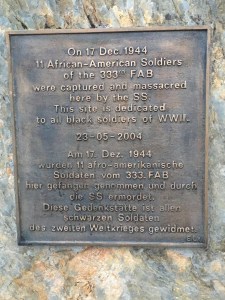 On 17 Dec. 1944
11 African-American Soldiers
of the 333rd FAB
were captured and massacred
here by the SS
This site is dedicated
to all black soldiers of WWII.
23-05-2004
Am 17. Dez. 1944
wurden 11 afro-amerikanische
Soldaten vom 333.FAB
hier gefangen genommen und durch
die SS ermordet.
Diese Gedenkstätte ist allen
schwarzen Soldaten
des zweiten Weltkrieges gewidmet.